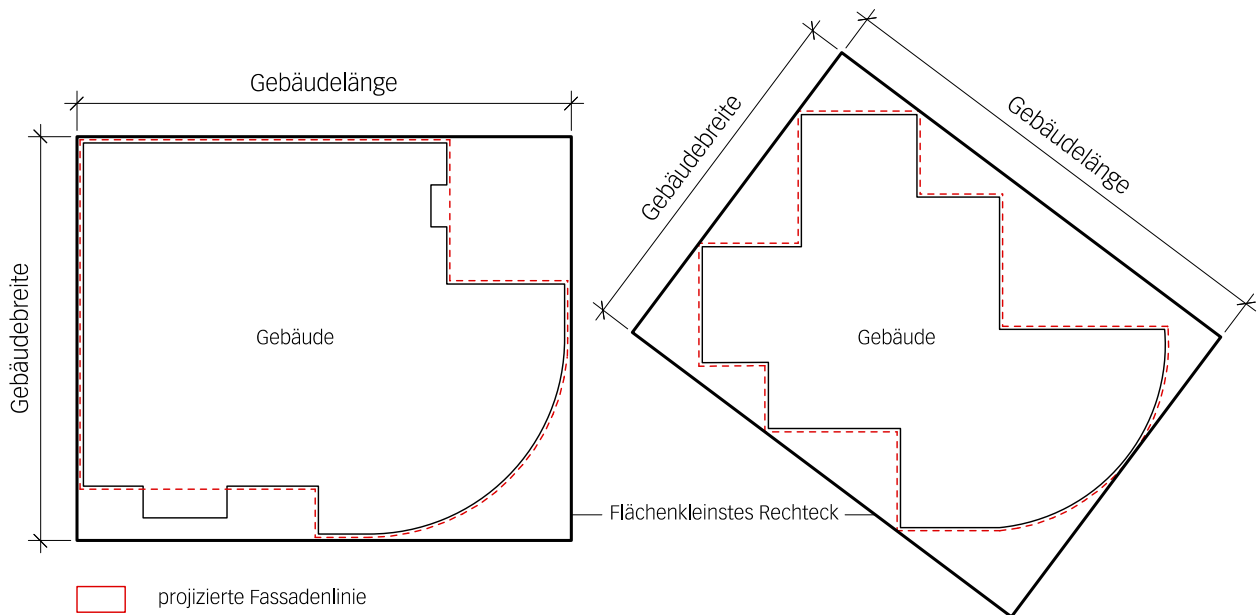 Gebäudelänge
Gebäudebreite
Gebäude
Gebäudebreite
Gebäudelänge
Gebäude
Flächenkleinstes Rechteck
projizierte Fassadenlinie